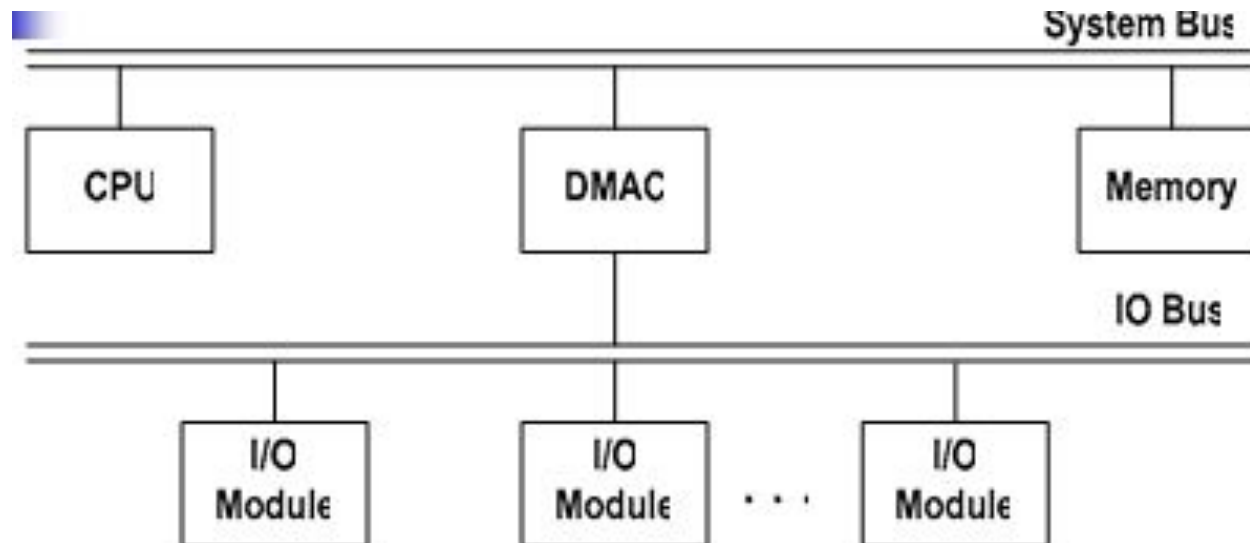 System Bus
CPU
DMAC
Memory
IO Bus
I/O
Module
I/O
Module
. . .
I/O
Module